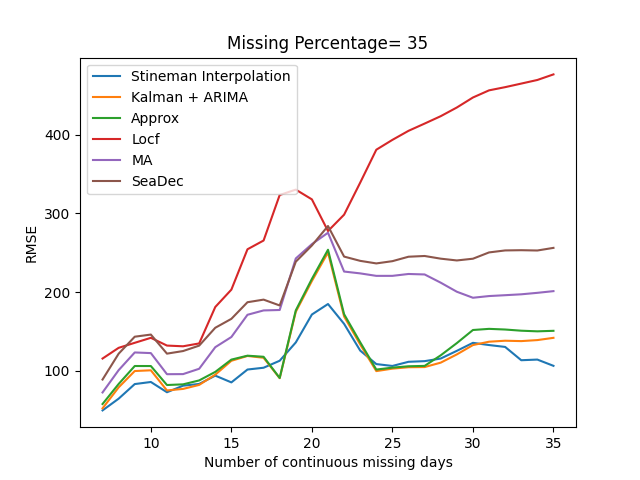 Missing Percentage= 35
Stineman Interpolation
Kalman + ARIMA
Approx
Locf
MA
SeaDec
RMSE
400
300
200
100
10 15 20 25 30 35
Number of continuous missing days